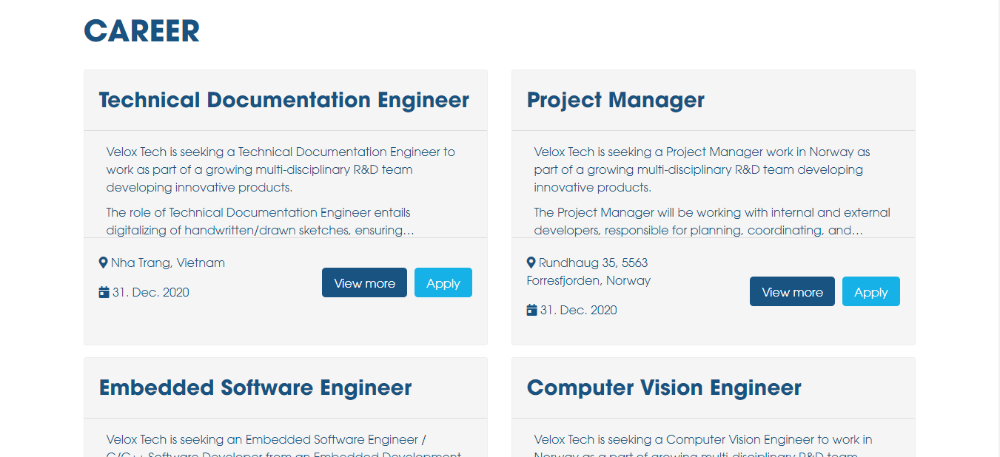 CAREER
Technical Documentation Engineer
Velox Tech is seeking a Technical Documentation Engineer to
work as part of a growing multi-disciplinary R&D team
developing innovative products.
The role of Technical Documentation Engineer entails
digitalizing of handwritten/drawn sketches, ensuring...
Nha Trang, Vietnam
31. Dec. 2020
View more
Apply
Project Manager
Velox Tech is seeking a Project Manager work in Norway as
part of a growing multi-disciplinary R&D team developing
innovative products.
The Project Manager will be working with internal and external
developers, responsible for planning, coordinating, and...
Rundhaug 35, 5563
Forresfjorden, Norway
31. Dec. 2020
View more
Apply
Embedded Software Engineer
Velox Tech is seeking an Embedded Software Engineer /
C/C++ Software Developer from an Embedded Development
Computer Vision Engineer
Velox Tech is seeking a Computer Vision Engineer to work in
Norway as a part of growing multi-disciplinary R&D team